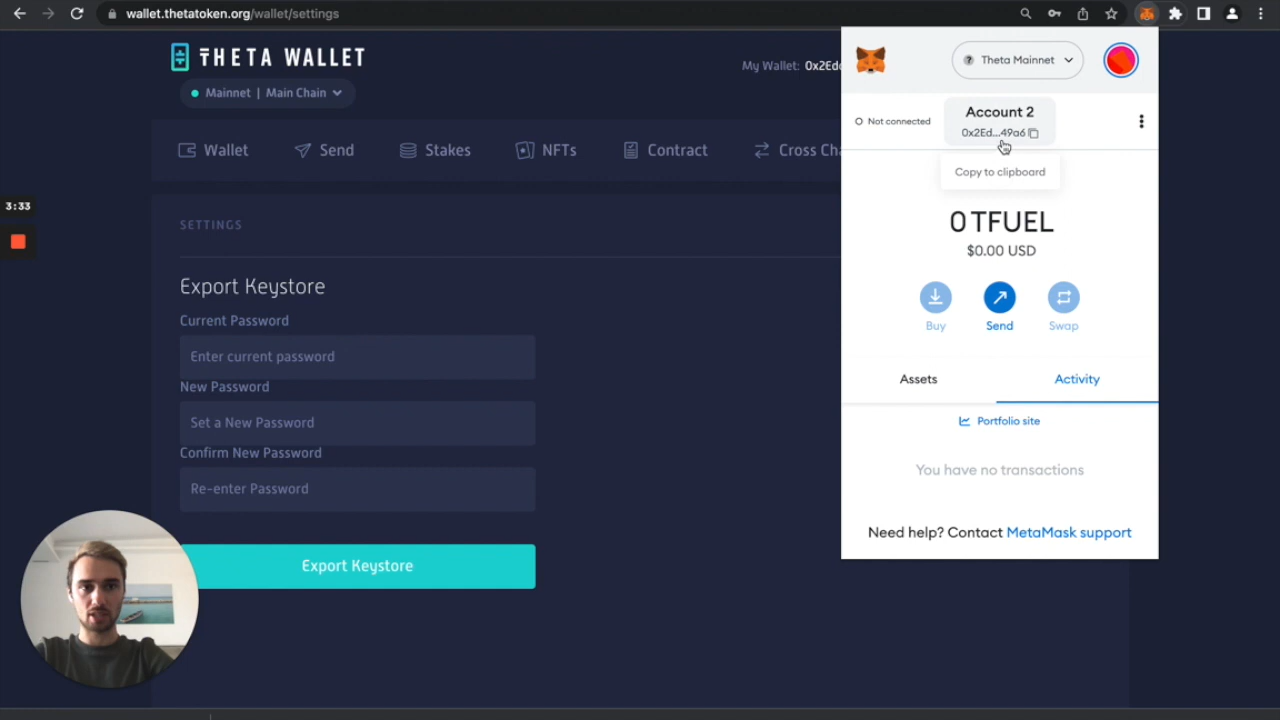 wallet.thetatoken.org/wallet/settings
THETA WALLET
My Wallet: 0x2Edd
Mainnet | Main Chain
Wallet
Send
Stakes
NFTs
Contract
Cross Cha
SETTINGS
Export Keystore
Current Password
Enter current password
New Password
Set a New Password
Confirm New Password
Re-enter Password
Export Keystore
3:33
? Theta Mainnet
Not connected
Account 2
0x2Ed...49a6
Copy to clipboard
0 TFUEL
$0.00 USD
Buy
Send
Swap
Assets
Activity
Portfolio site
You have no transactions
Need help? Contact MetaMask support